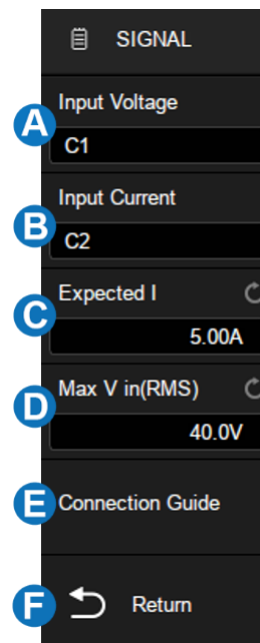 SIGNAL
A
Input Voltage
C1
B
Input Current
C2
C
Expected I
5.00A
D
Max V in(RMS)
40.0V
E
Connection Guide
F
Return